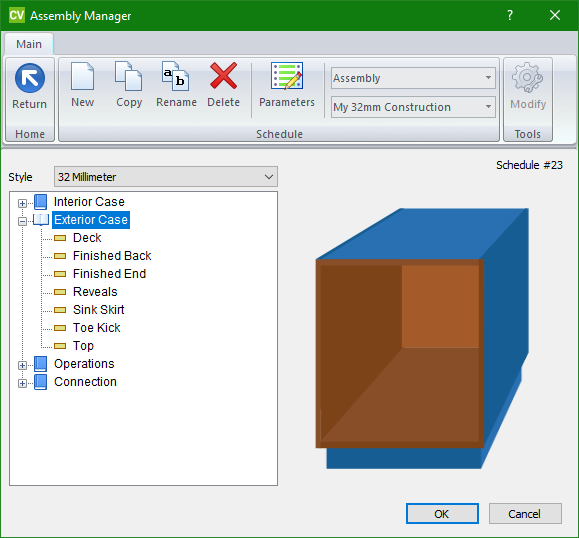 CV Assembly Manager
Main
Return
New
Copy
a b
Rename
Delete
Parameters
Assembly
My 32mm Construction
Modify
Home
Schedule
Tools
Schedule #23
Style
32 Millimeter
Interior Case
Exterior Case
Deck
Finished Back
Finished End
Reveals
Sink Skirt
Toe Kick
Top
Operations
Connection
OK
Cancel